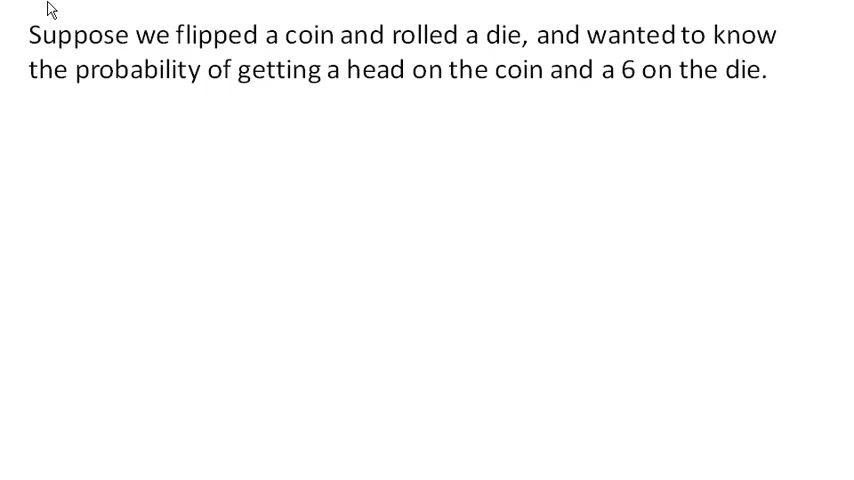 Suppose we flipped a coin and rolled a die, and wanted to know
the probability of getting a head on the coin and a 6 on the die.